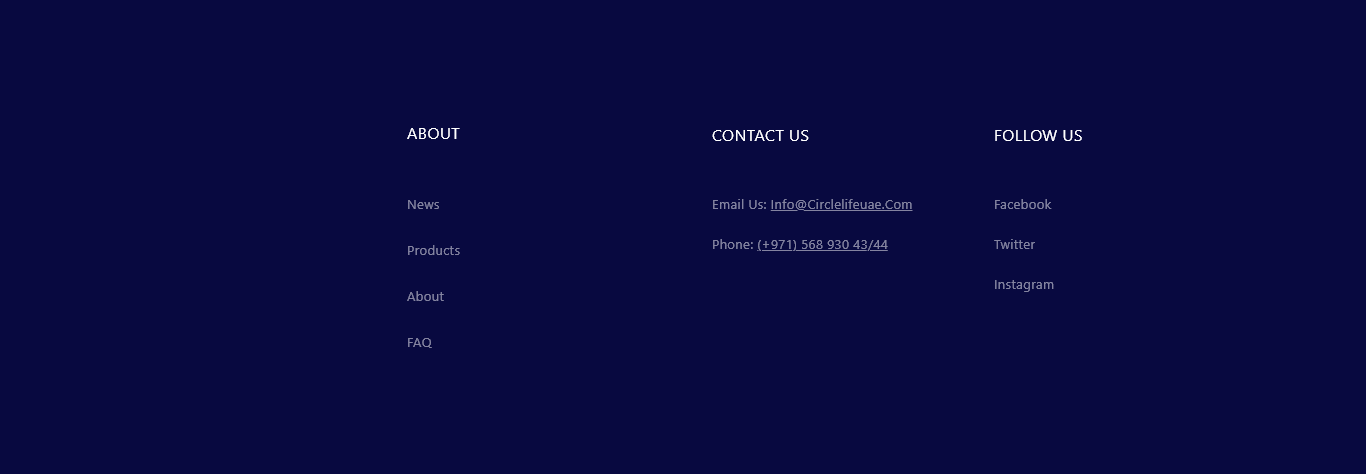 ABOUT
News
Products
About
FAQ
CONTACT US
Email Us: Info@Circlelifeuae.Com
Phone: (+971) 568 930 43/44
FOLLOW US
Facebook
Twitter
Instagram